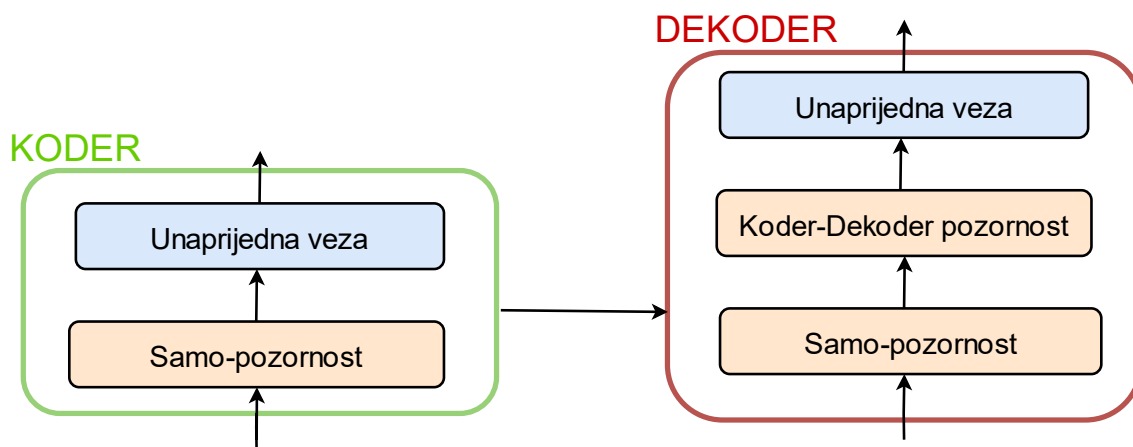 KODER
Unaprijedna veza
Samo-pozornost
DEKODER
Unaprijedna veza
Koder-Dekoder pozornost
Samo-pozornost